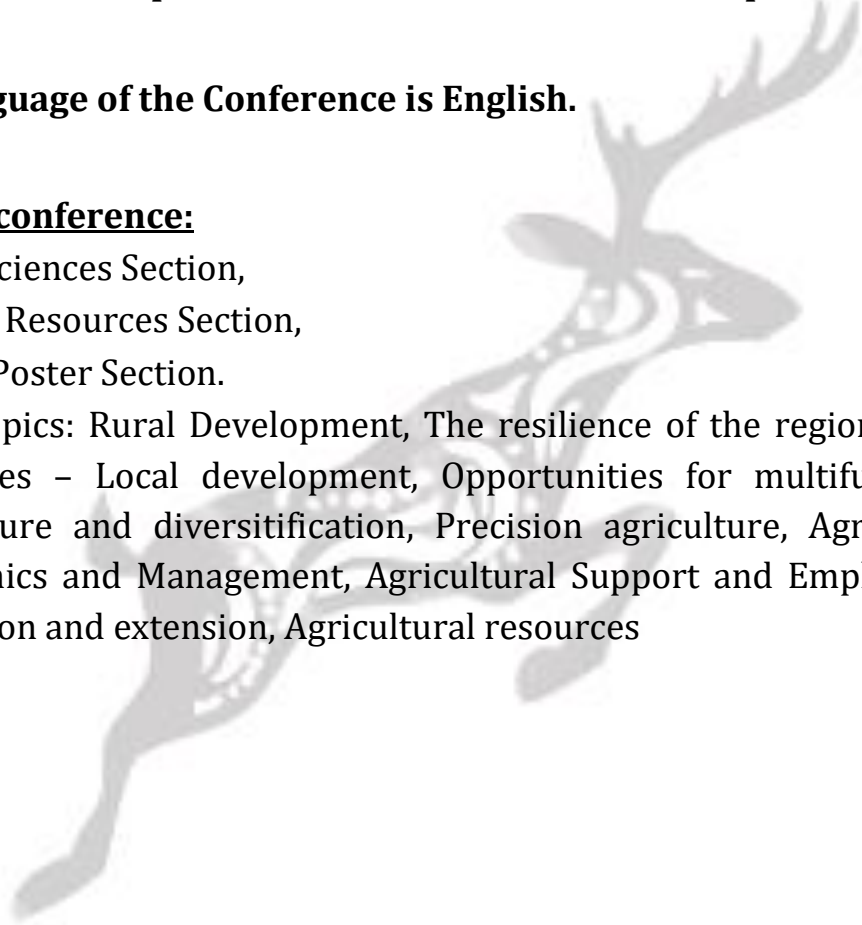 guage of the Conference is English.
conference:
ciences Section,
Resources Section,
Poster Section.
pics: Rural Development, The resilience of the region
es – Local development, Opportunities for multifu
ure and diversitification, Precision agriculture, Agr
ics and Management, Agricultural Support and Empl
on and extension, Agricultural resources